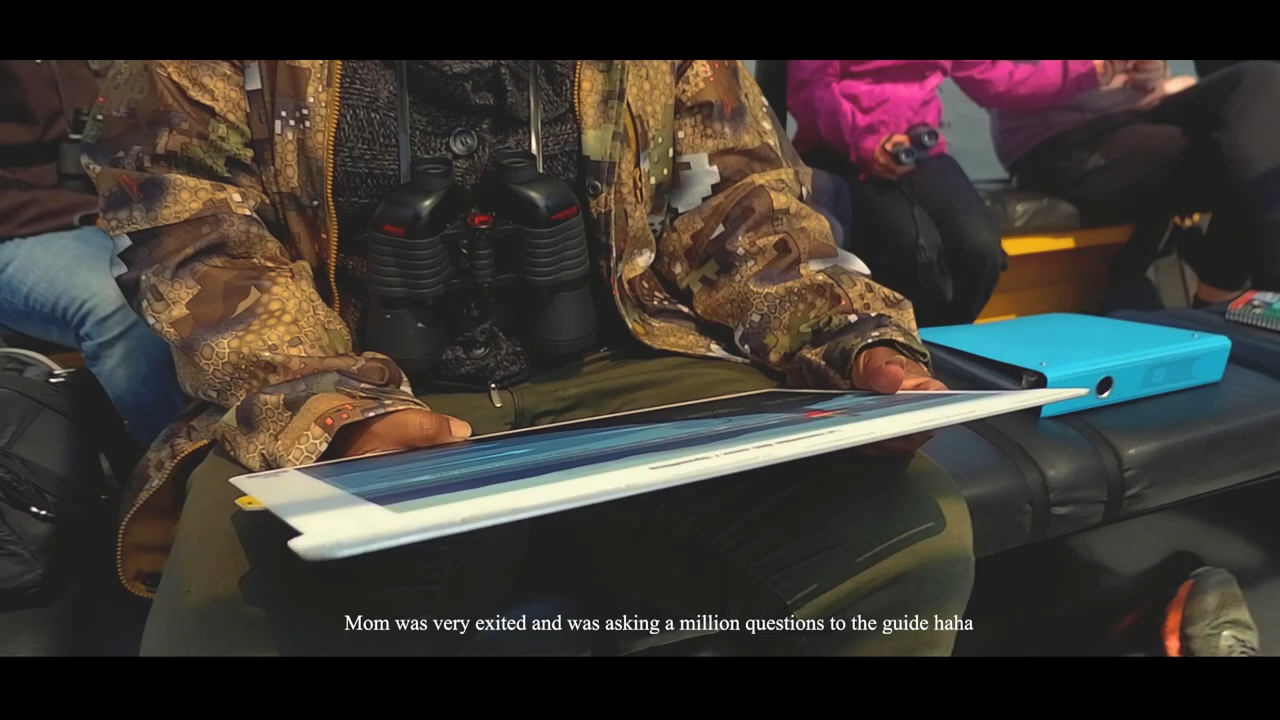 Mom was very exited and was asking a million questions to the guide haha